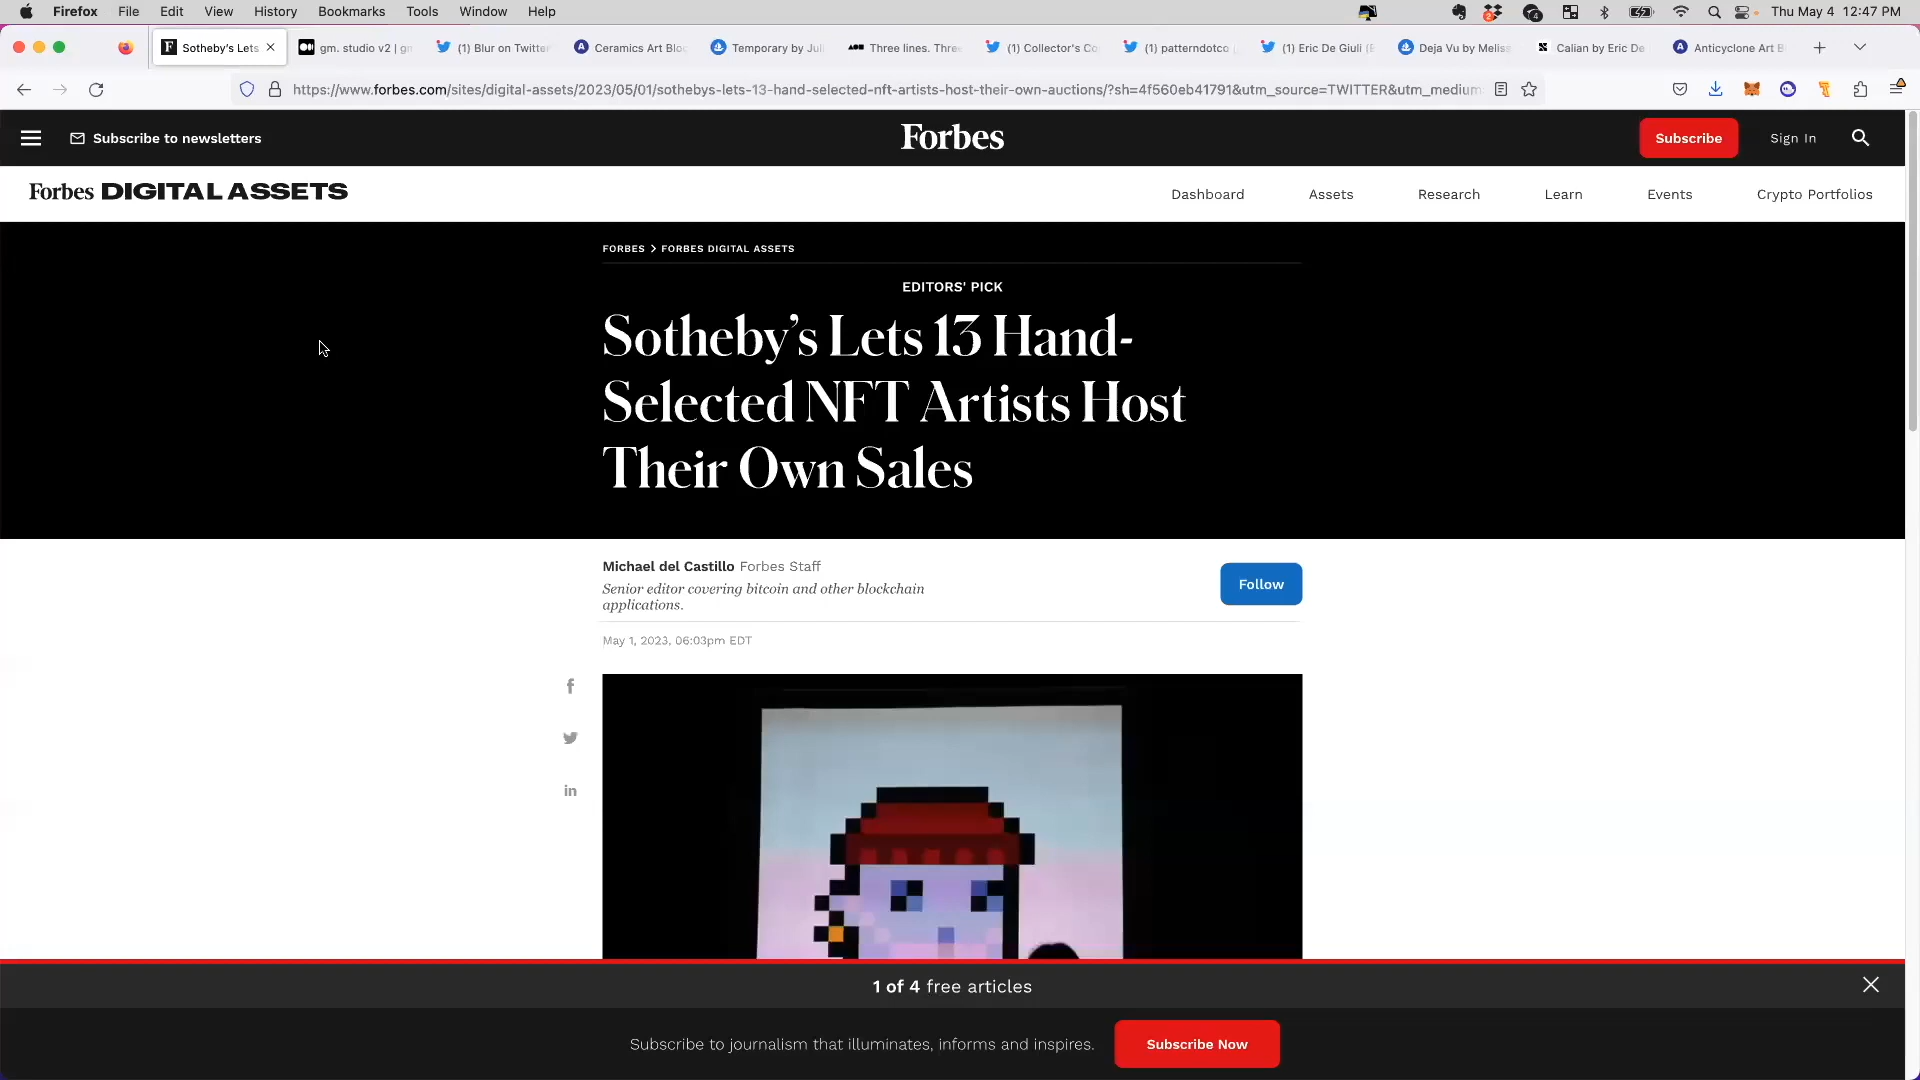 Firefox File Edit View History Bookmarks Tools Window Help
Thu May 4 12:47 PM
Sotheby's Lets
gm. studio v2 | gm
(1) Blur on Twitter
Ceramics Art Bloc
Temporary by Juli
Three lines. Three
(1) Collector's Co
(1) patterndotco
(1) Eric De Giuli (E
Deja Vu by Melis
Calian by Eric De
Anticyclone Art B
https://www.forbes.com/sites/digital-assets/2023/05/01/sothebys-lets-13-hand-selected-nft-artists-host-their-own-auctions/?sh=4f560eb41791&utm_source=TWITTER&utm_medium
Subscribe to newsletters
Forbes
Subscribe
Sign In
Forbes DIGITAL ASSETS
Dashboard
Assets
Research
Learn
Events
Crypto Portfolios
FORBES > FORBES DIGITAL ASSETS
EDITORS' PICK
Sotheby's Lets 13 Hand-
Selected NFT Artists Host
Their Own Sales
Michael del Castillo Forbes Staff
Senior editor covering bitcoin and other blockchain
applications.
Follow
May 1, 2023, 06:03pm EDT
1 of 4 free articles
Subscribe to journalism that illuminates, informs and inspires.
Subscribe Now